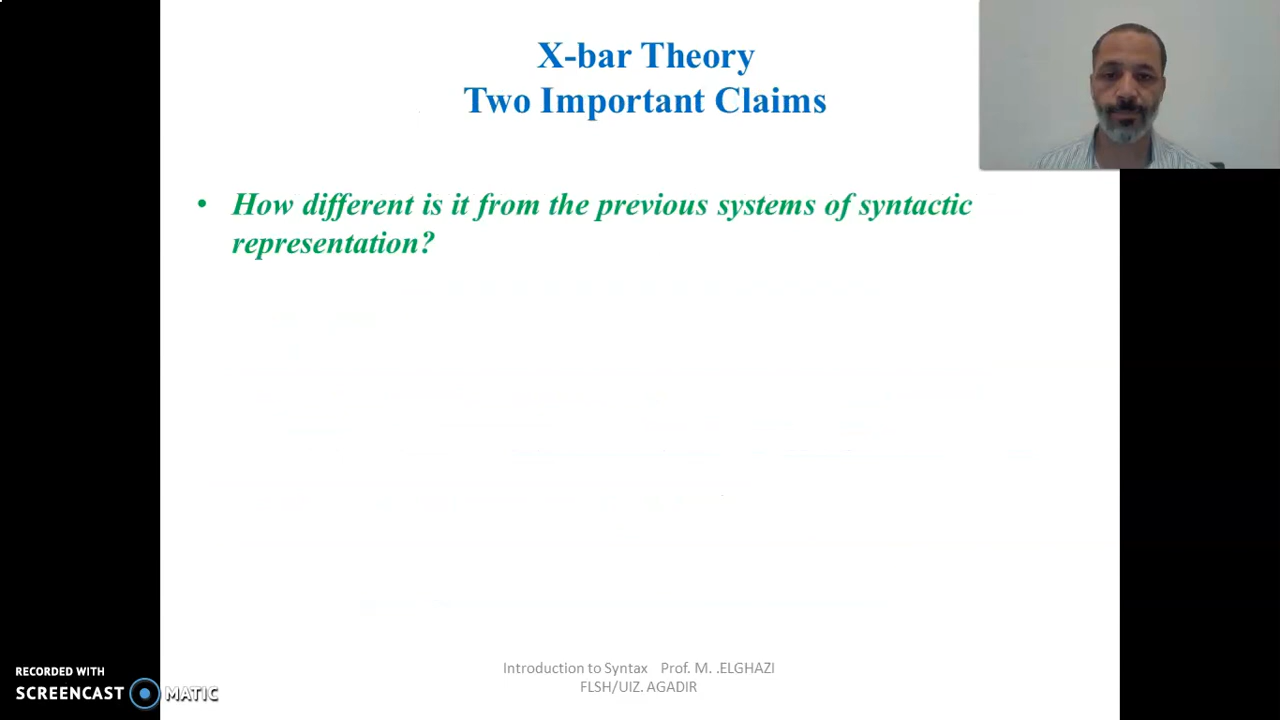 X-bar Theory
Two Important Claims
• How different is it from the previous systems of syntactic
representation?
Introduction to Syntax Prof. M. .ELGHAZI
FLSH/UIZ. AGADIR
RECORDED WITH
SCREENCAST MATIC